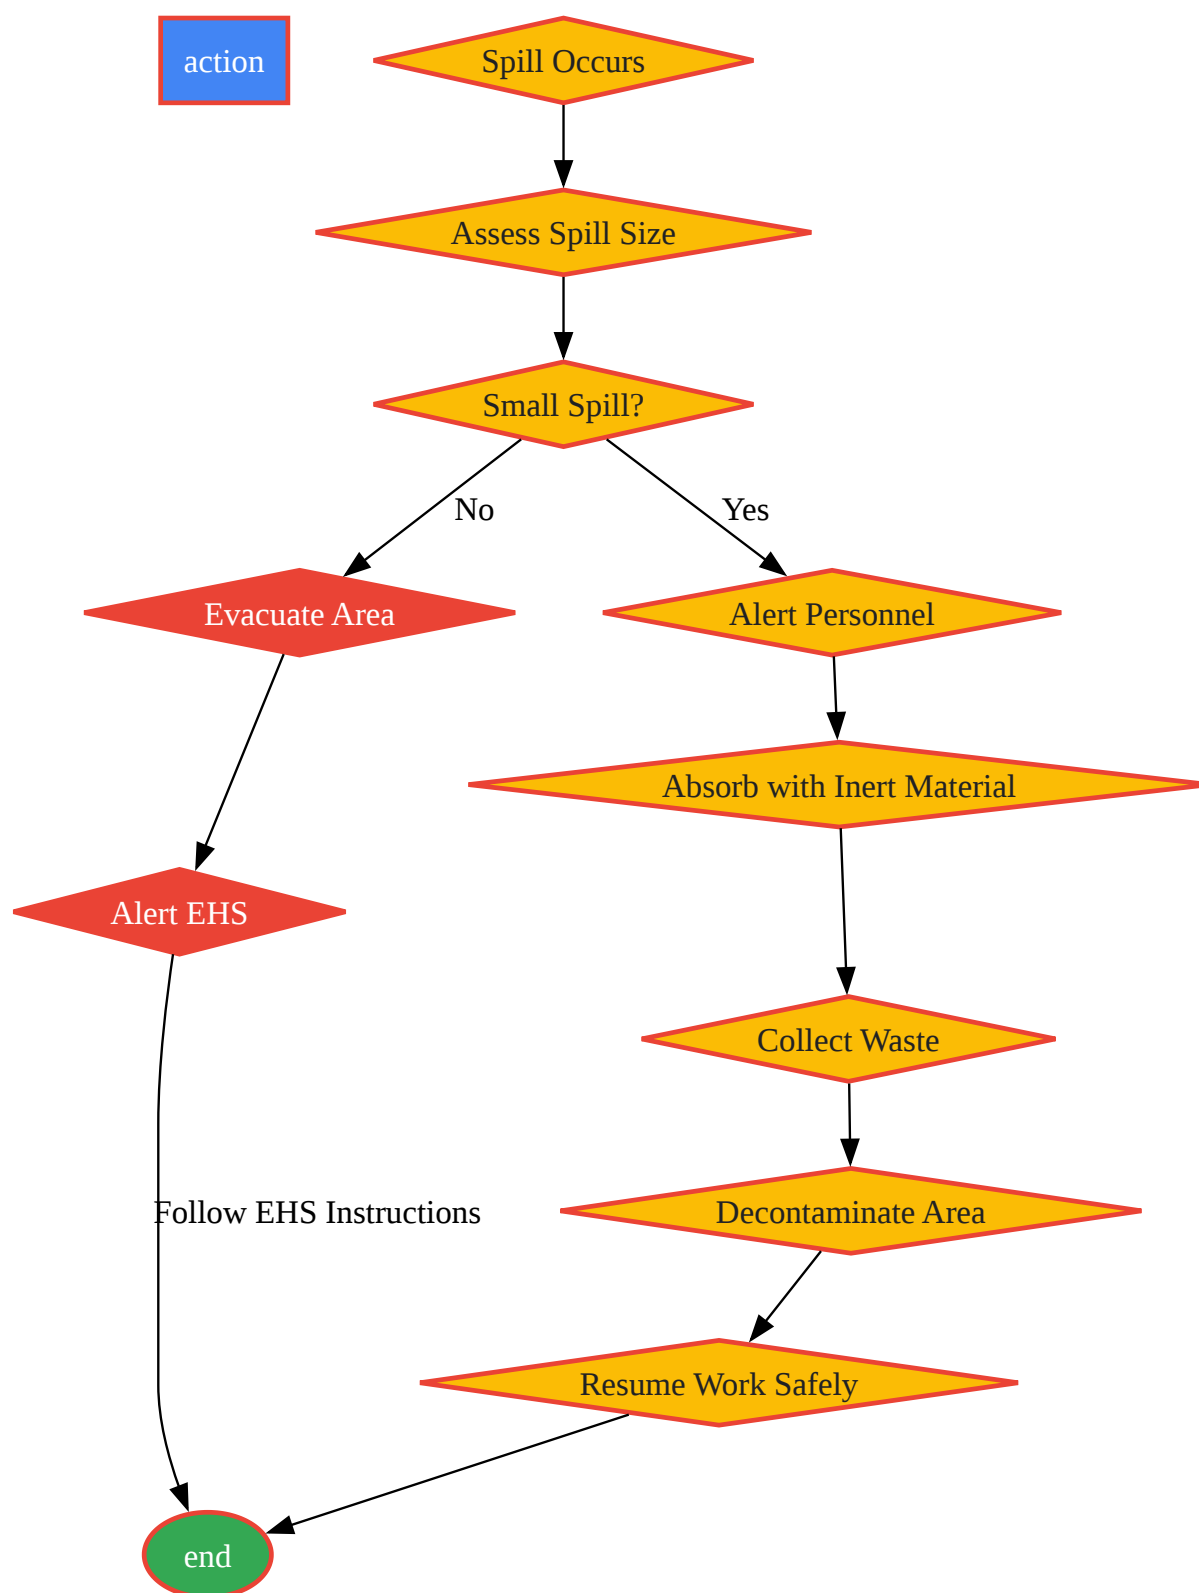 action
Spill Occurs
Assess Spill Size
Small Spill?
No
Yes
Evacuate Area
Alert Personnel
Absorb with Inert Material
Alert EHS
Collect Waste
Follow EHS Instructions
Decontaminate Area
Resume Work Safely
end